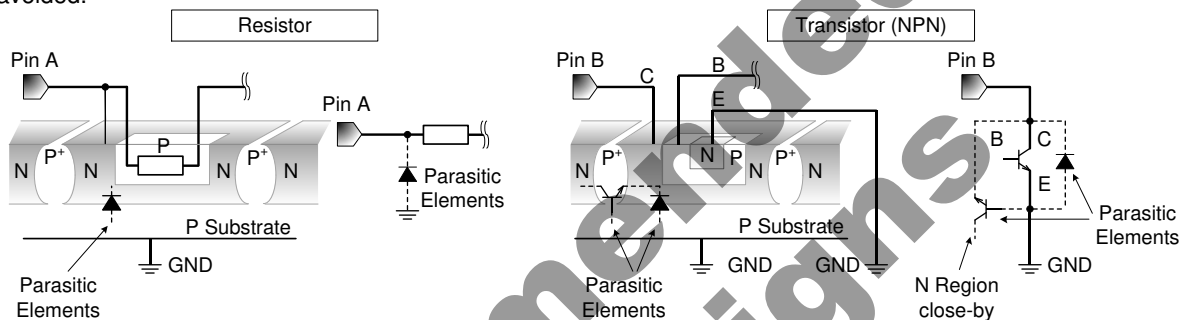 avoided.
Resistor
Transistor (NPN)
Pin A
Pin A
N P+ N P N P+ N
Parasitic
Elements
P Substrate
GND
Parasitic
Elements
Pin B
C
B
E
N P+ N P N P+ N
P Substrate
GND
GND
Parasitic
Elements
Pin B
B
C
E
Parasitic
Elements
GND
N Region
close-by